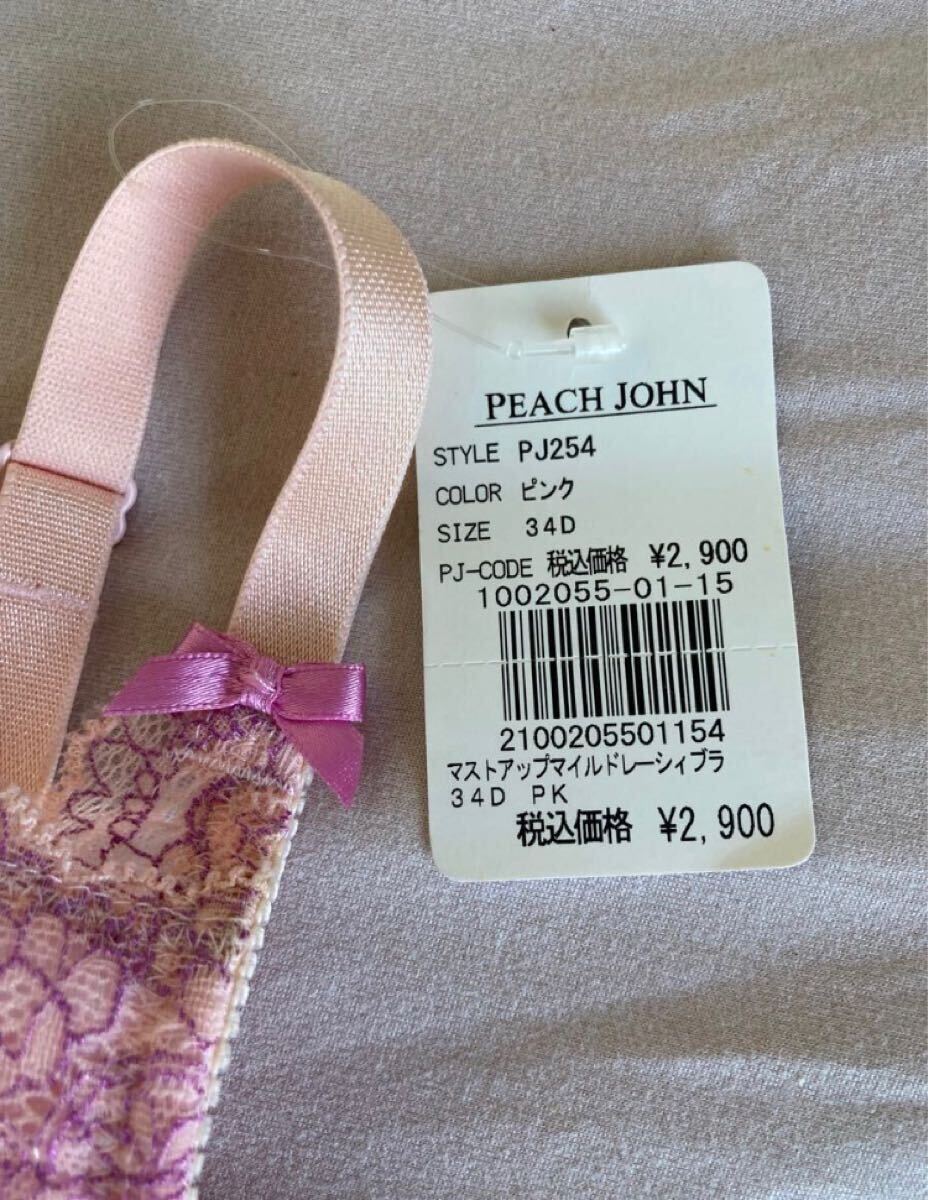 PEACH JOHN
STYLE PJ254
COLOR ピンク
SIZE 34D
PJ-CODE 税込価格 ¥2,900
1002055-01-15
2100205501154
マストアップマイルドレーシィブラ
34D PK
税込価格 ¥2,900